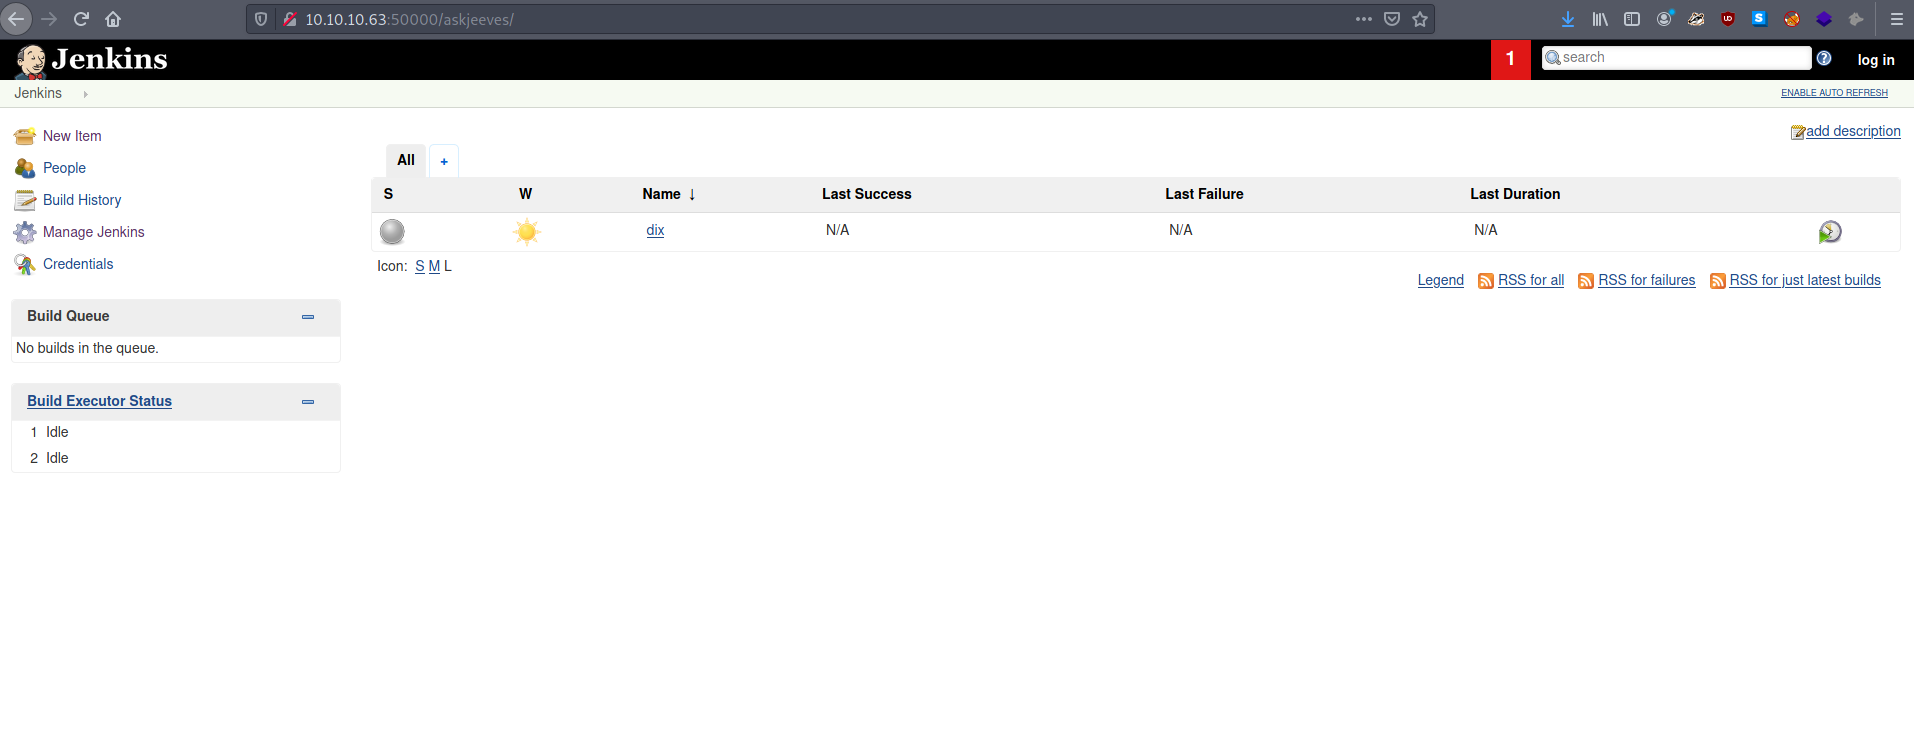 10.10.10.63:50000/askjeeves/
Jenkins
1
search
log in
Jenkins
ENABLE AUTO REFRESH
New Item
People
Build History
Manage Jenkins
Credentials
add description
All +
S W Name ↓ Last Success Last Failure Last Duration
dix N/A N/A N/A
Icon: S M L
Legend RSS for all RSS for failures RSS for just latest builds
Build Queue
No builds in the queue.
Build Executor Status
1 Idle
2 Idle